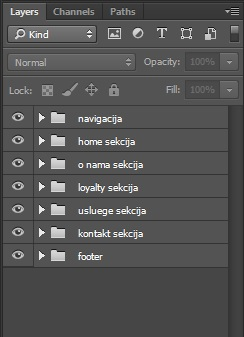 Layers Channels Paths
Kind
Normal Opacity: 100%
Lock: Fill: 100%
navigacija
home sekcija
o nama sekcija
loyalty sekcija
usluege sekcija
kontakt sekcija
footer